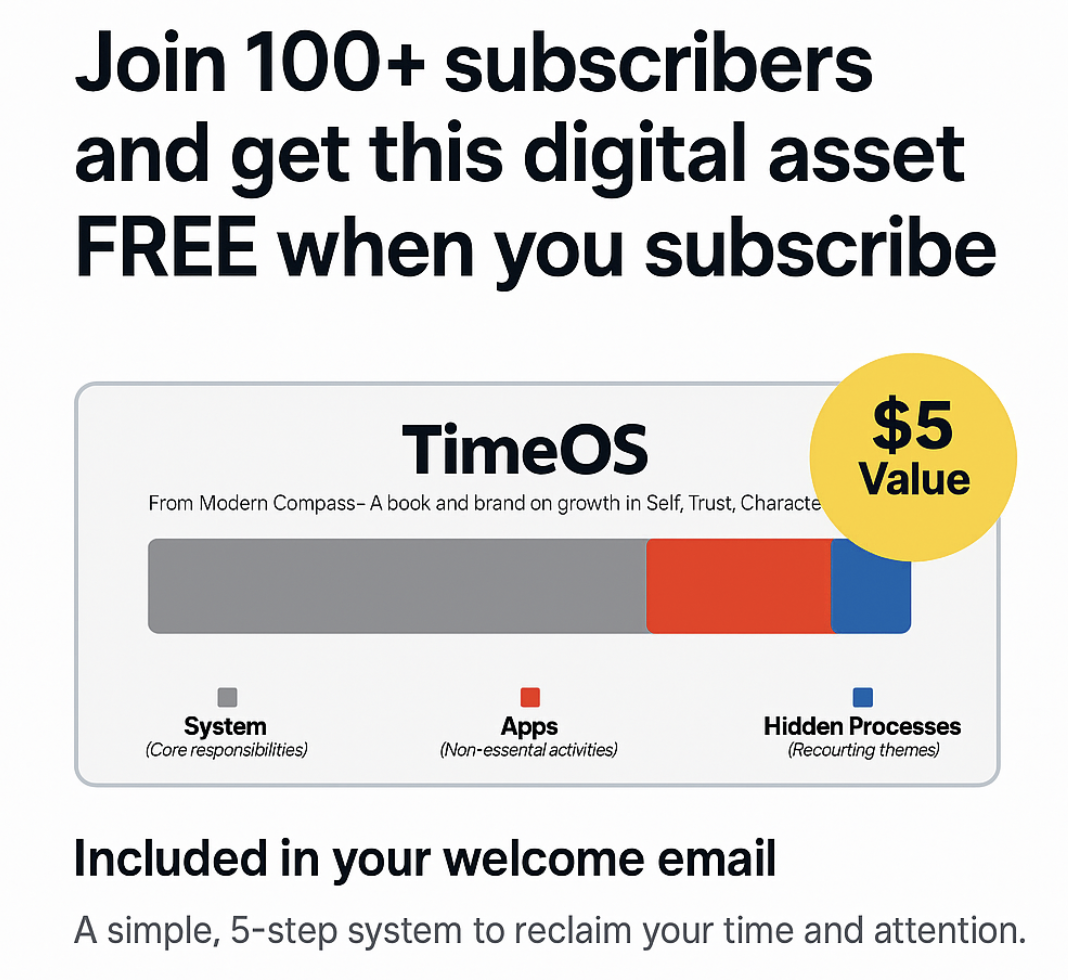 Join 100+ subscribers
and get this digital asset
FREE when you subscribe
$5
Value
TimeOS
From Modern Compass– A book and brand on growth in Self, Trust, Characte
System
(Core responsibilities)
Apps
(Non-essental activities)
Hidden Processes
(Recourting themes)
Included in your welcome email
A simple, 5-step system to reclaim your time and attention.